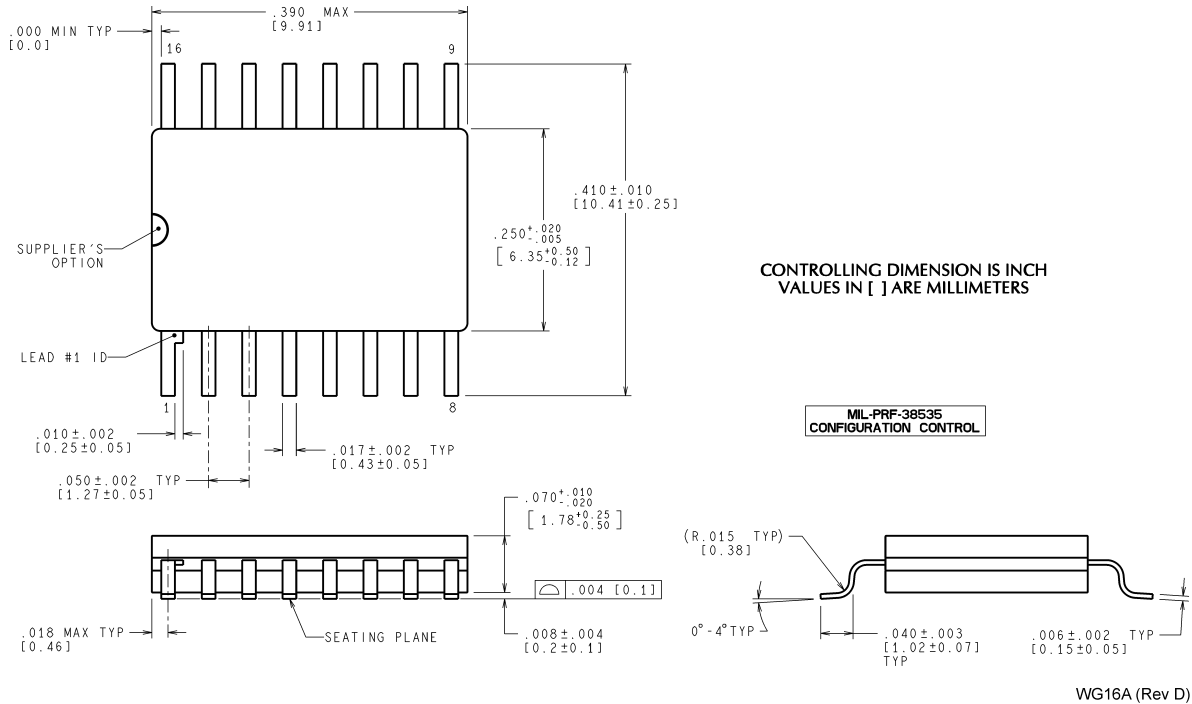 .390 MAX
[9.91]
.000 MIN TYP
[0.0]
16
9
.410±.010
[10.41±0.25]
.250+.020 -.005
[ 6.35+0.50 -0.12 ]
SUPPLIER'S
OPTION
CONTROLLING DIMENSION IS INCH
VALUES IN [ ] ARE MILLIMETERS
LEAD #1 ID
1
8
MIL-PRF-38535
CONFIGURATION CONTROL
.010±.002
[0.25±0.05]
.017±.002 TYP
[0.43±0.05]
.050±.002 TYP
[1.27±0.05]
.070+.010 -.020
[ 1.78+0.25 -0.50 ]
(R.015 TYP)
[0.38]
.004 [0.1]
.018 MAX TYP
[0.46]
SEATING PLANE
.008±.004
[0.2±0.1]
0°-4° TYP
.040±.003
[1.02±0.07]
TYP
.006±.002 TYP
[0.15±0.05]
WG16A (Rev D)